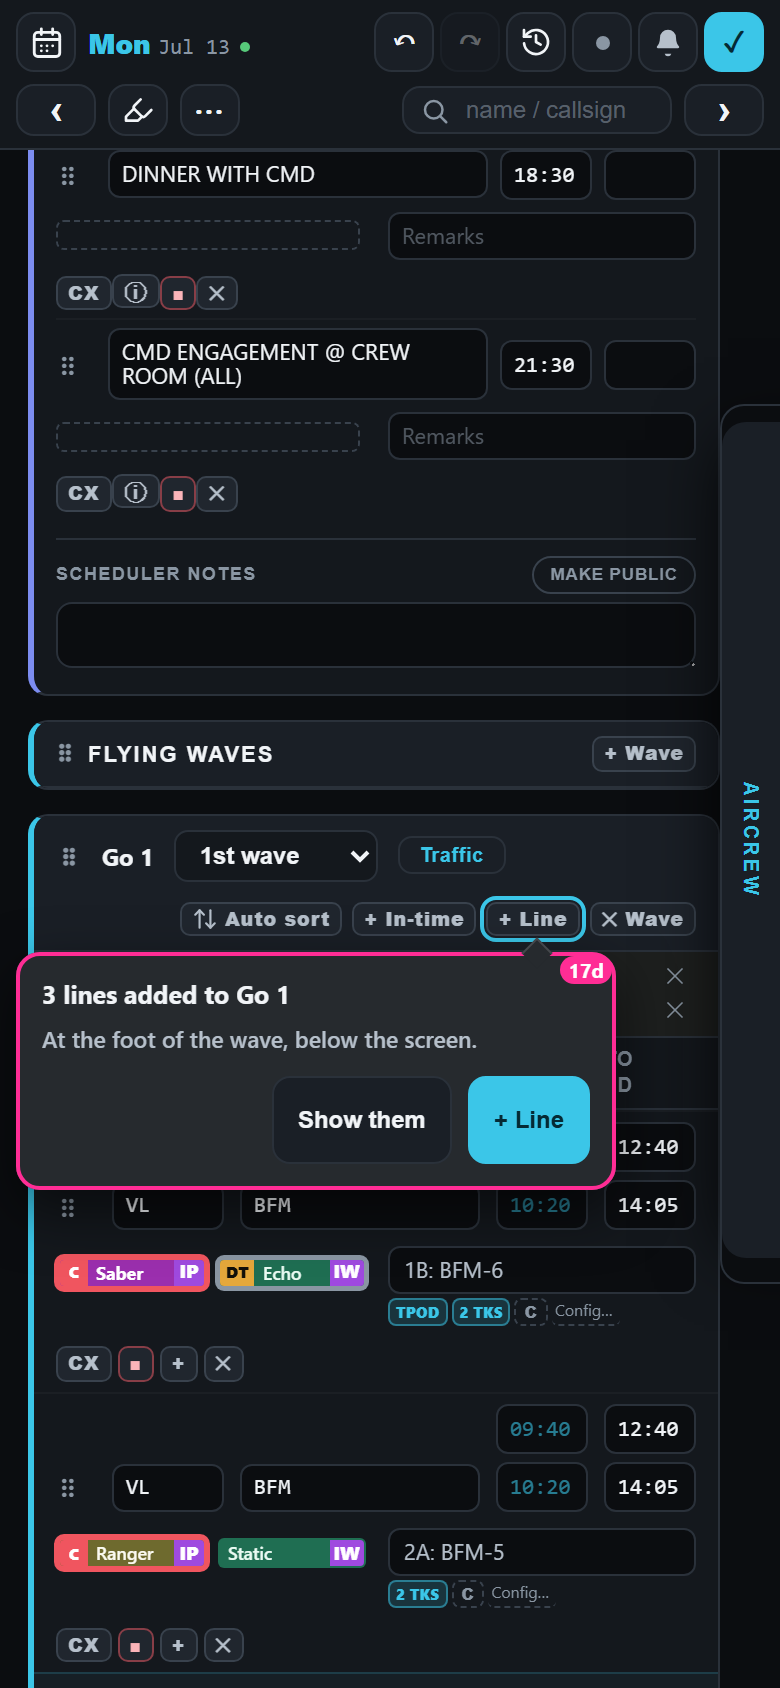 Mon Jul 13
name / callsign
DINNER WITH CMD 18:30
Remarks
CX
CMD ENGAGEMENT @ CREW ROOM (ALL) 21:30
Remarks
CX
SCHEDULER NOTES MAKE PUBLIC
FLYING WAVES + Wave
AIRCREW
Go 1 1st wave Traffic
Auto sort + In-time + Line × Wave
17d
3 lines added to Go 1
At the foot of the wave, below the screen.
Show them + Line
O
D
12:40
VL BFM 10:20 14:05
C Saber IP DT Echo IW 1B: BFM-6
TPOD 2 TKS C Config...
CX +
09:40 12:40
VL BFM 10:20 14:05
C Ranger IP Static IW 2A: BFM-5
2 TKS C Config...
CX +